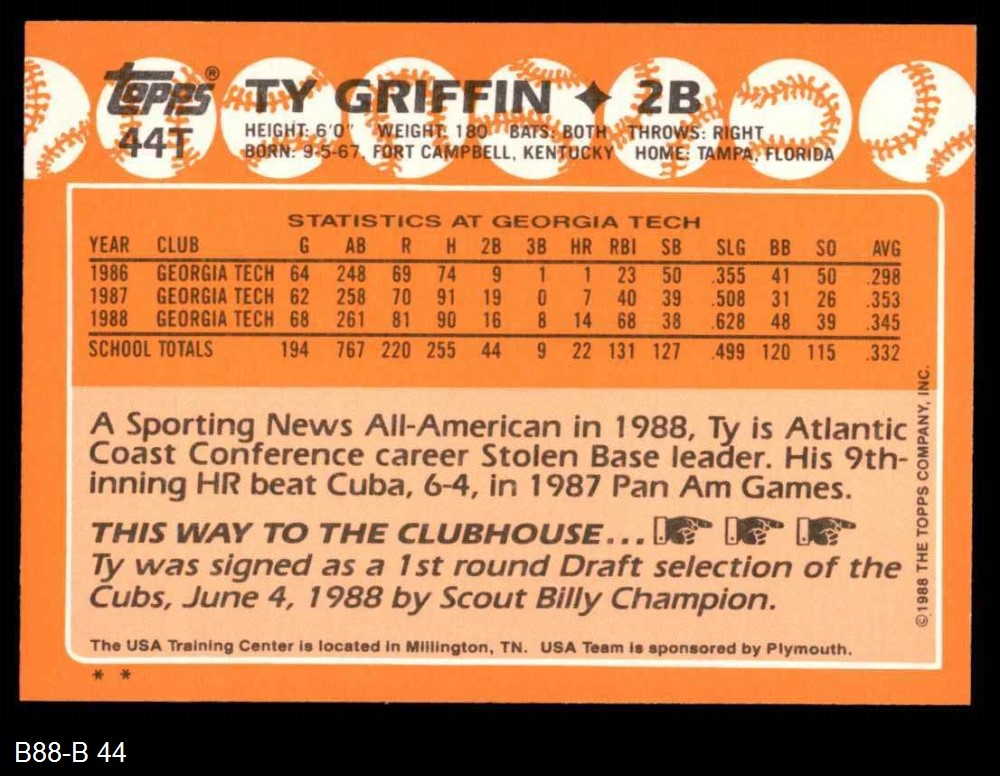 Topps® TY GRIFFIN ✦ 2B
44T
HEIGHT: 6'0" WEIGHT: 180 BATS: BOTH THROWS: RIGHT
BORN: 9-5-67, FORT CAMPBELL, KENTUCKY HOME: TAMPA, FLORIDA
STATISTICS AT GEORGIA TECH
YEAR CLUB G AB R H 2B 3B HR RBI SB SLG BB SO AVG
1986 GEORGIA TECH 64 248 69 74 9 1 1 23 50 .355 41 50 .298
1987 GEORGIA TECH 62 258 70 91 19 0 7 40 39 .508 31 26 .353
1988 GEORGIA TECH 68 261 81 90 16 8 14 68 38 .628 48 39 .345
SCHOOL TOTALS 194 767 220 255 44 9 22 131 127 .499 120 115 .332
A Sporting News All-American in 1988, Ty is Atlantic
Coast Conference career Stolen Base leader. His 9th-
inning HR beat Cuba, 6-4, in 1987 Pan Am Games.
THIS WAY TO THE CLUBHOUSE...
Ty was signed as a 1st round Draft selection of the
Cubs, June 4, 1988 by Scout Billy Champion.
The USA Training Center is located in Millington, TN. USA Team is sponsored by Plymouth.
©1988 THE TOPPS COMPANY, INC.
* *
B88-B 44